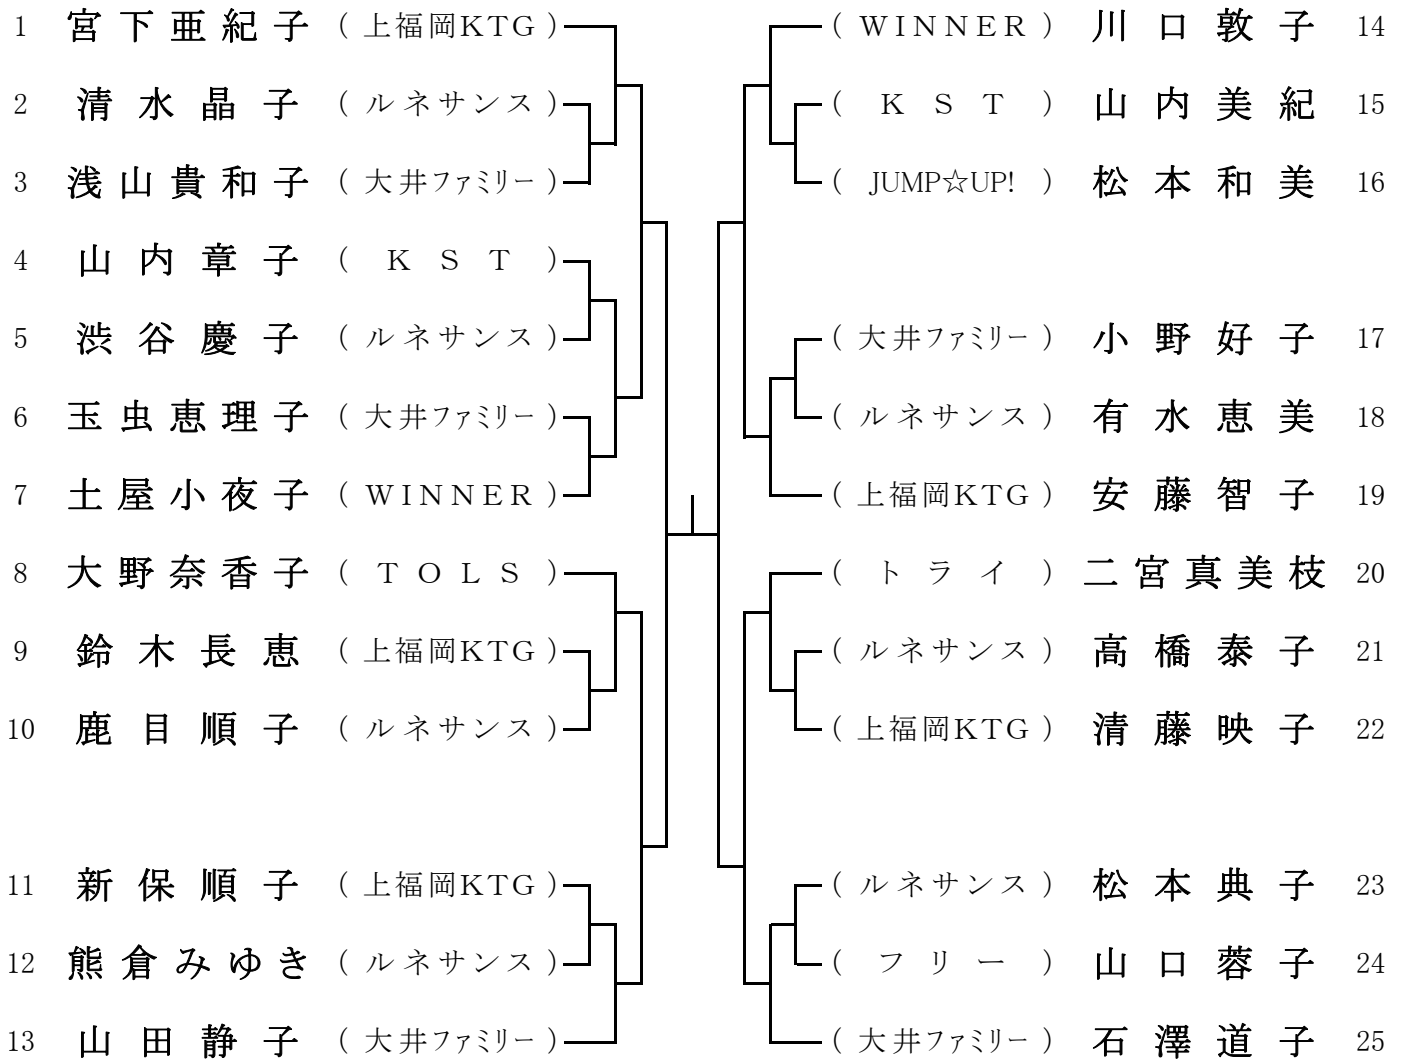 1 宮下亜紀子 (上福岡KTG) (WINNER) 川口敦子 14
2 清水晶子 (ルネサンス) (KST) 山内美紀 15
3 浅山貴和子 (大井ファミリー) (JUMP☆UP!) 松本和美 16
4 山内章子 (KST)
5 渋谷慶子 (ルネサンス) (大井ファミリー) 小野好子 17
6 玉虫恵理子 (大井ファミリー) (ルネサンス) 有水恵美 18
7 土屋小夜子 (WINNER) (上福岡KTG) 安藤智子 19
8 大野奈香子 (TOLS) (トライ) 二宮真美枝 20
9 鈴木長恵 (上福岡KTG) (ルネサンス) 高橋泰子 21
10 鹿目順子 (ルネサンス) (上福岡KTG) 清藤映子 22
11 新保順子 (上福岡KTG) (ルネサンス) 松本典子 23
12 熊倉みゆき (ルネサンス) (フリー) 山口蓉子 24
13 山田静子 (大井ファミリー) (大井ファミリー) 石澤道子 25